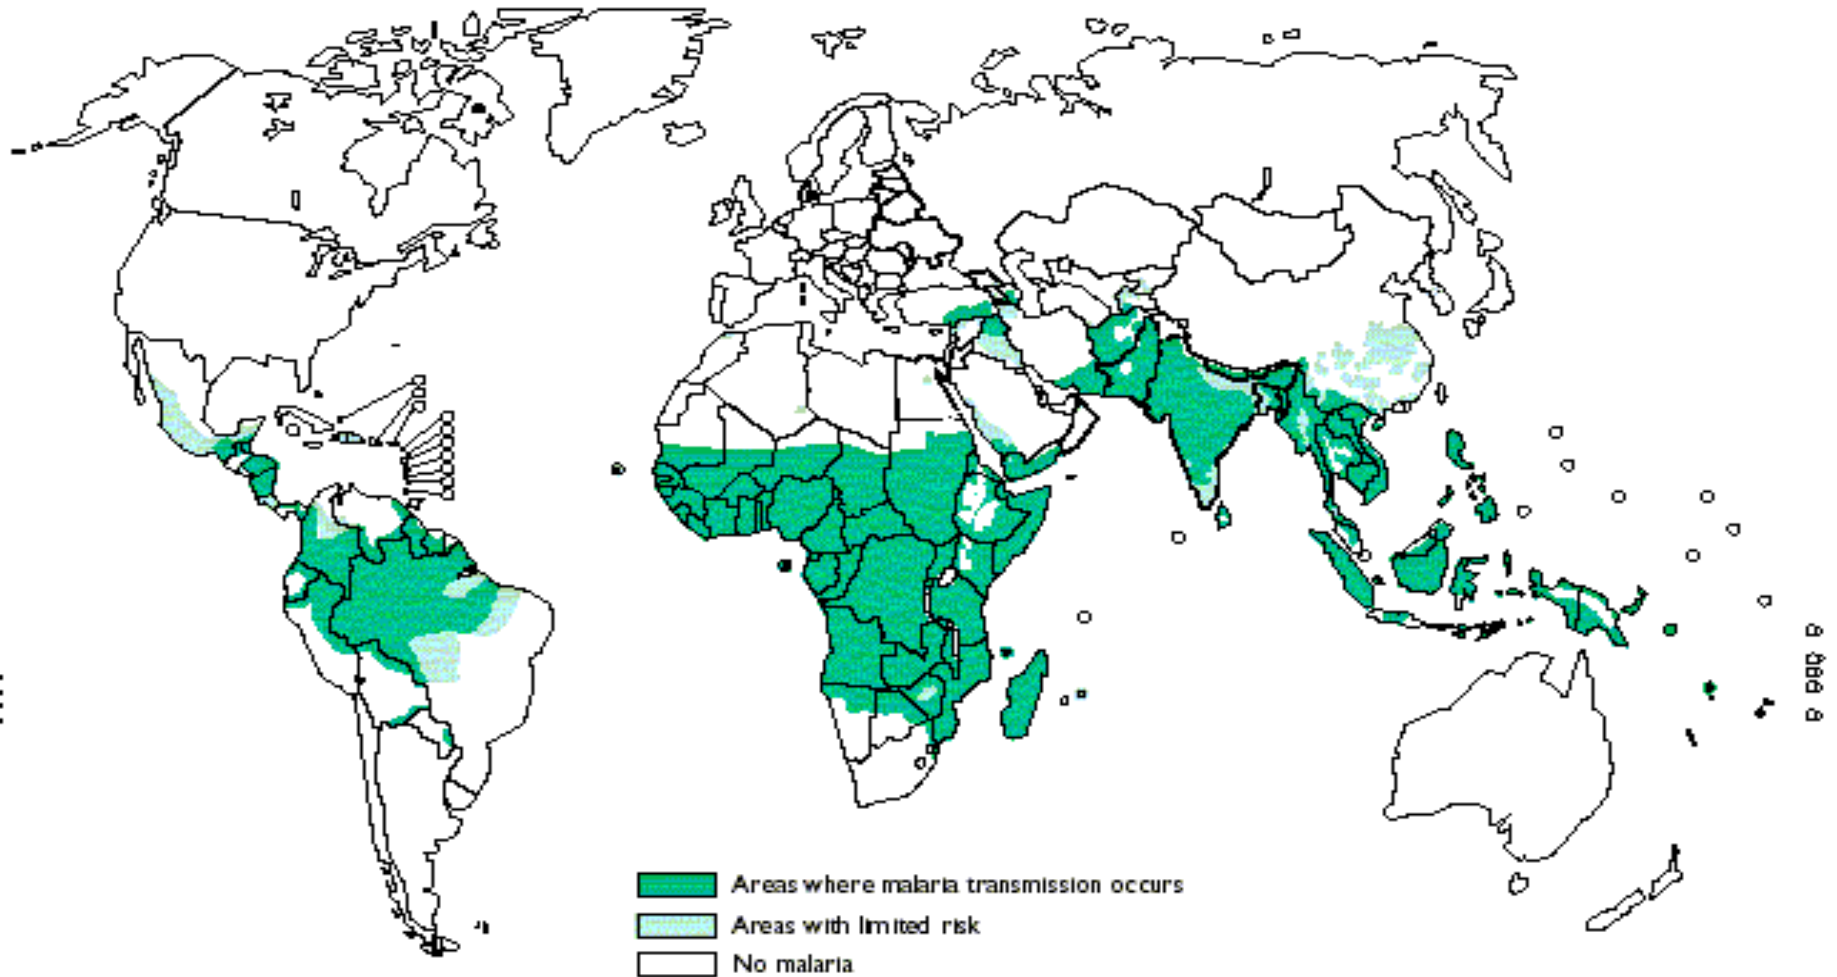 Areas where malaria transmission occurs
Areas with limited risk
No malaria